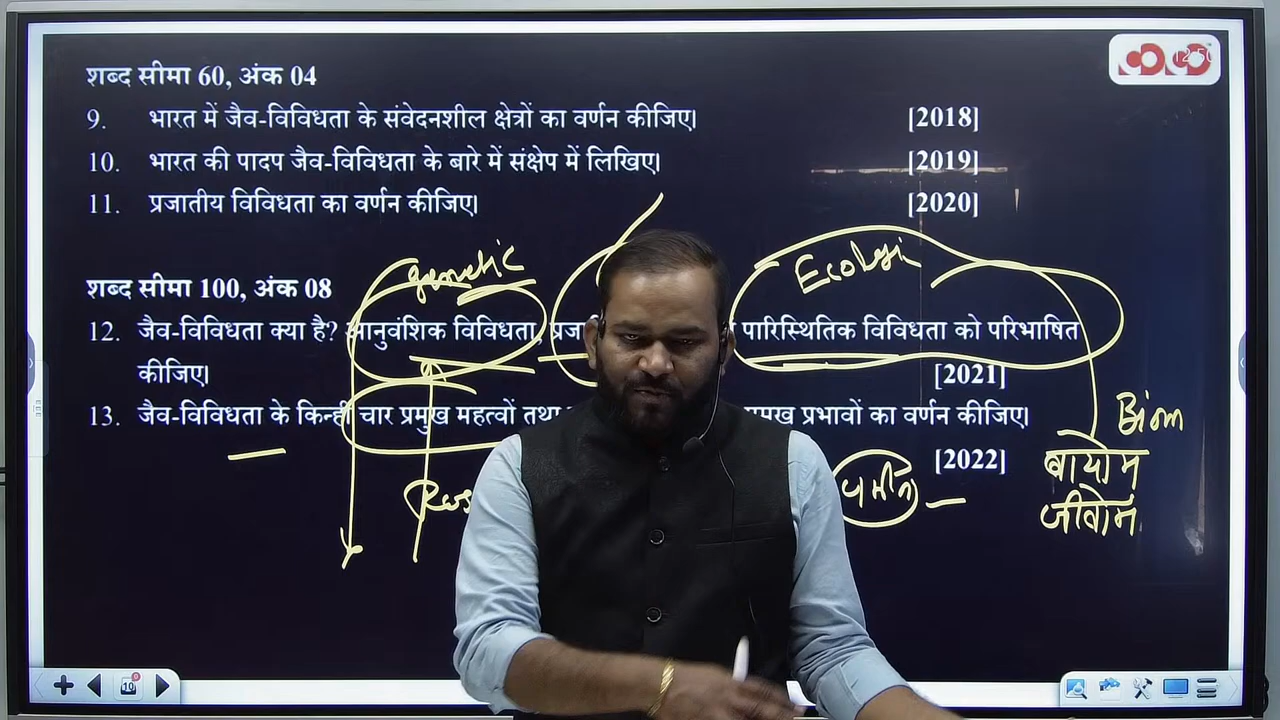 शब्द सीमा 60, अंक 04
9. भारत में जैव-विविधता के संवेदनशील क्षेत्रों का वर्णन कीजिए। [2018]
10. भारत की पादप जैव-विविधता के बारे में संक्षेप में लिखिए। [2019]
11. प्रजातीय विविधता का वर्णन कीजिए। [2020]
genetic
Ecologi
शब्द सीमा 100, अंक 08
12. जैव-विविधता क्या है? आनुवंशिक विविधता, पारिस्थितिक विविधता को परिभाषित
कीजिए। [2021]
13. जैव-विविधता के किन्हीं चार प्रमुख महत्वों तथा प्रभावों का वर्णन कीजिए।
[2022]
Biom
बायोम
जीवोम